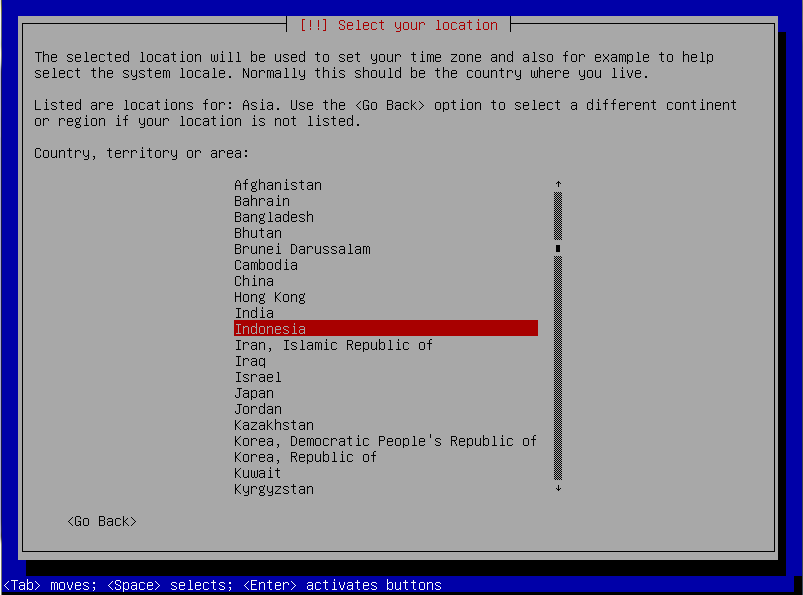 [!!] Select your location
The selected location will be used to set your time zone and also for example to help
select the system locale. Normally this should be the country where you live.
Listed are locations for: Asia. Use the <Go Back> option to select a different continent
or region if your location is not listed.
Country, territory or area:
Afghanistan
Bahrain
Bangladesh
Bhutan
Brunei Darussalam
Cambodia
China
Hong Kong
India
Indonesia
Iran, Islamic Republic of
Iraq
Israel
Japan
Jordan
Kazakhstan
Korea, Democratic People's Republic of
Korea, Republic of
Kuwait
Kyrgyzstan
<Go Back>
<Tab> moves; <Space> selects; <Enter> activates buttons